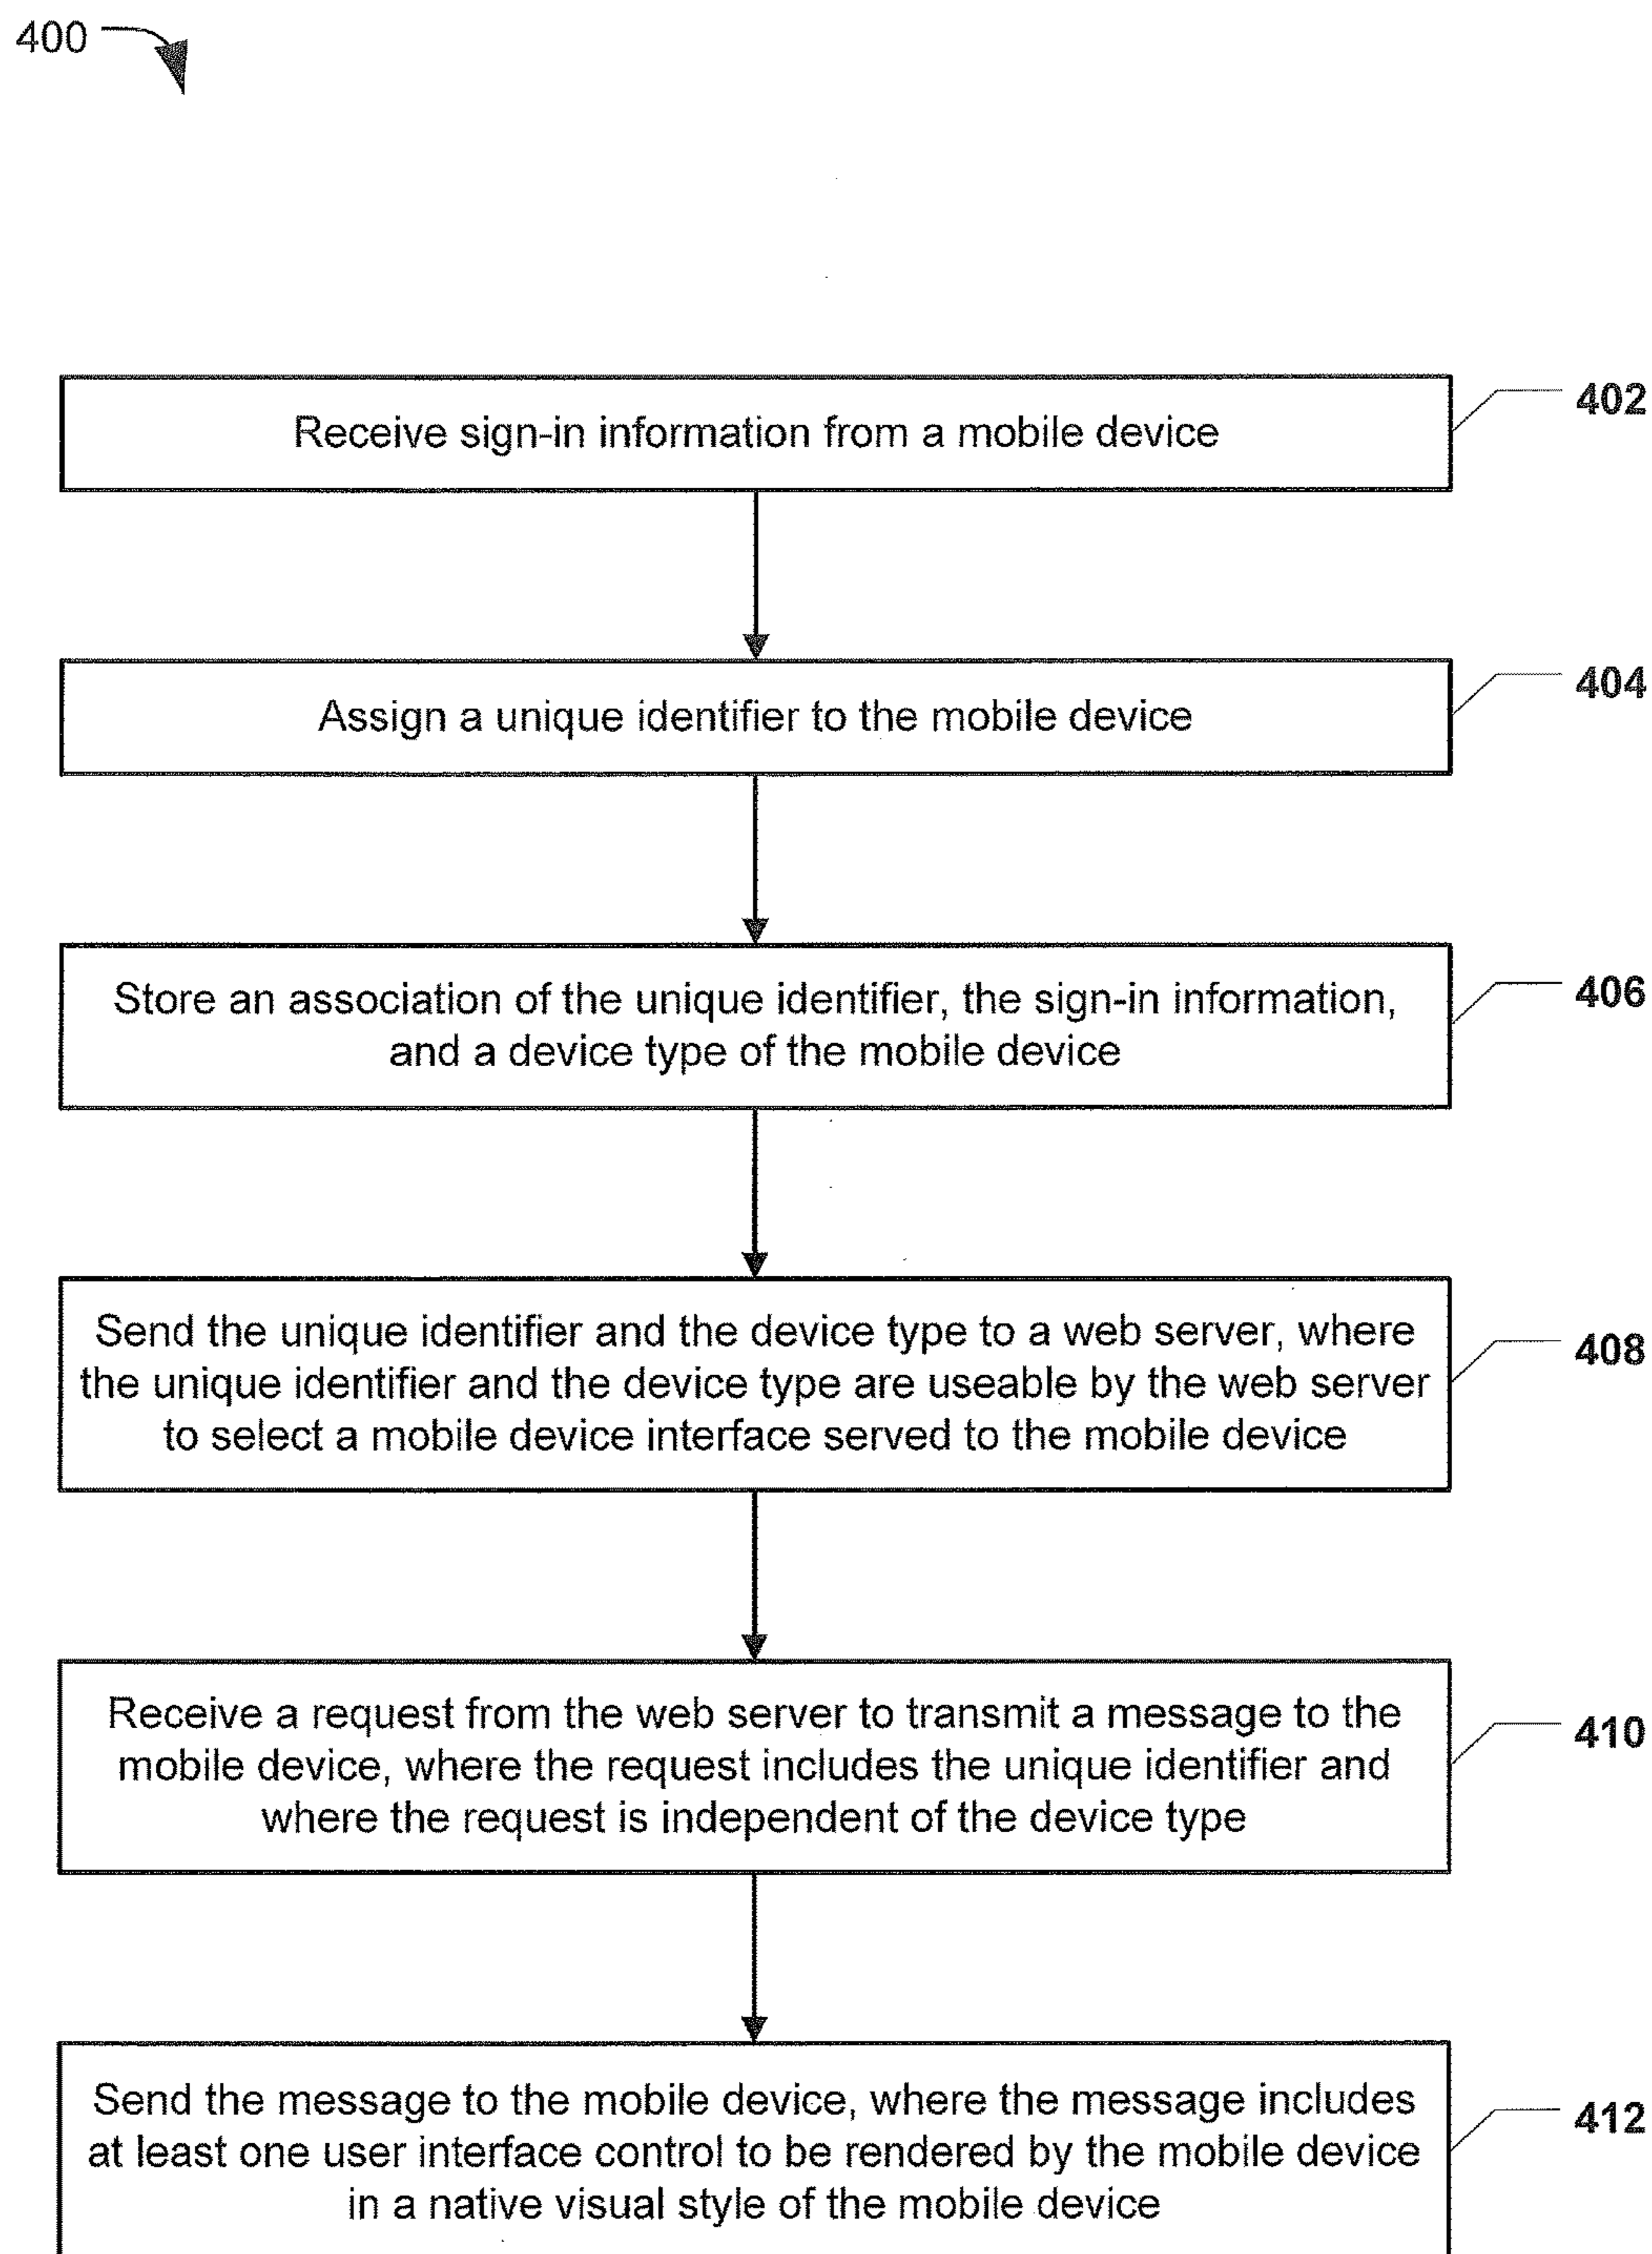 400
Receive sign-in information from a mobile device
402
Assign a unique identifier to the mobile device
404
Store an association of the unique identifier, the sign-in information,
and a device type of the mobile device
406
Send the unique identifier and the device type to a web server, where
the unique identifier and the device type are useable by the web server
to select a mobile device interface served to the mobile device
408
Receive a request from the web server to transmit a message to the
mobile device, where the request includes the unique identifier and
where the request is independent of the device type
410
Send the message to the mobile device, where the message includes
at least one user interface control to be rendered by the mobile device
in a native visual style of the mobile device
412